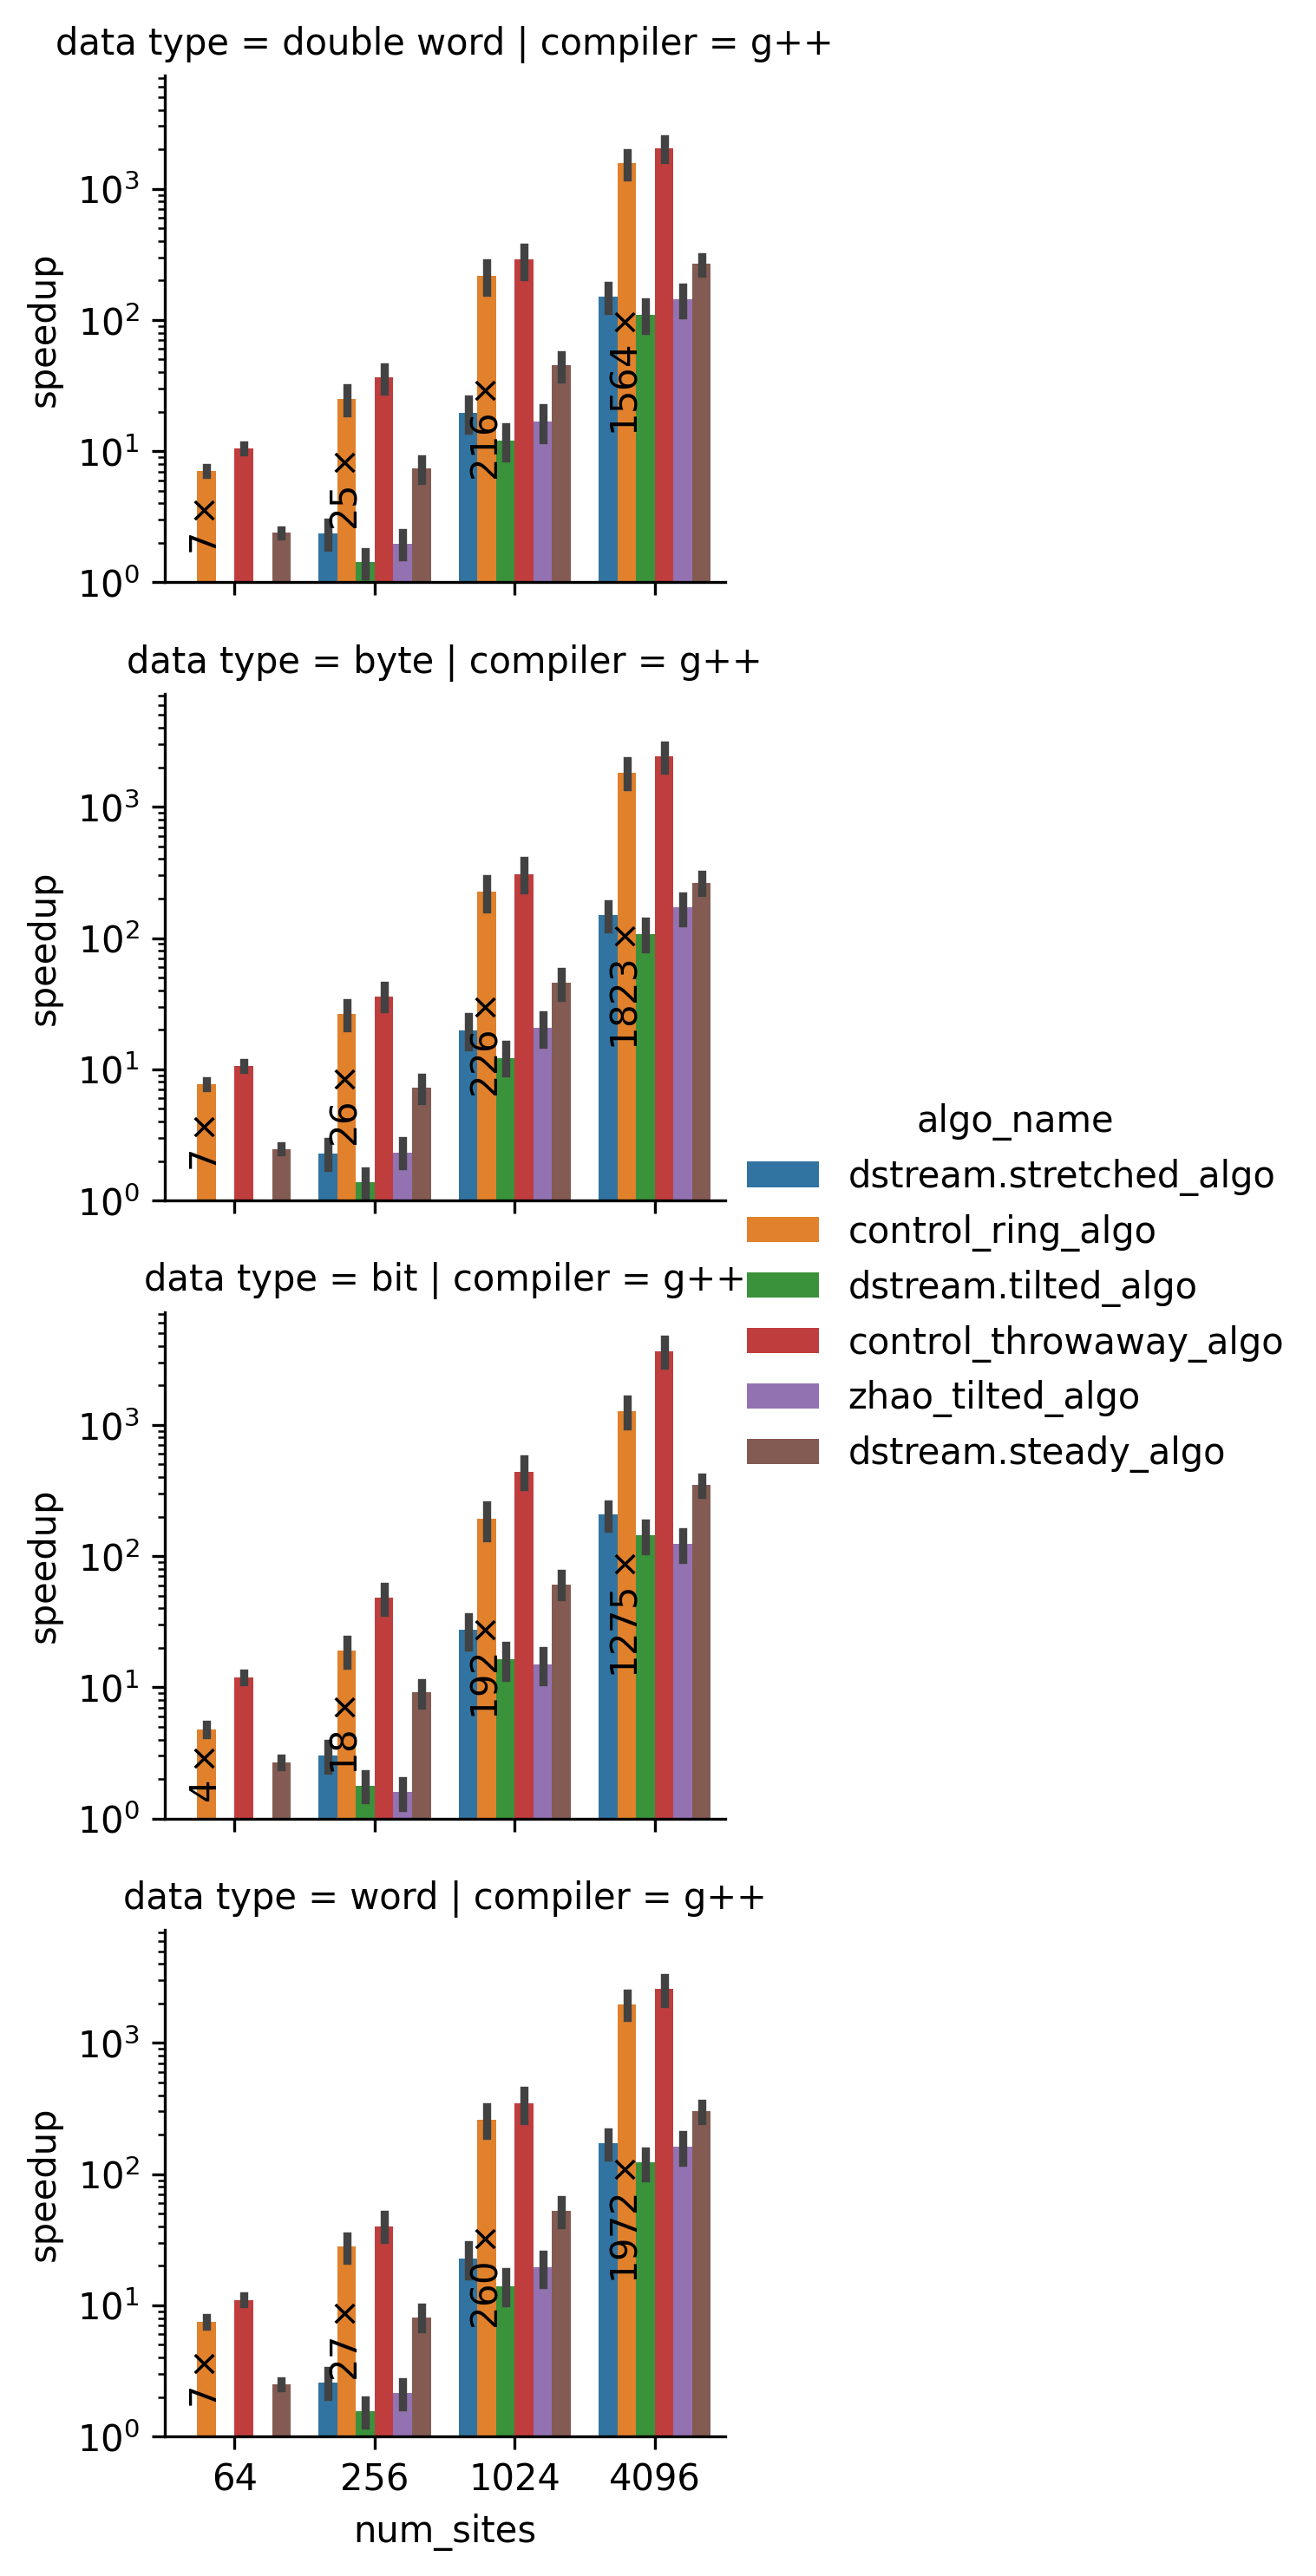 data type = double word | compiler = g++
speedup
10³
10²
10¹
10⁰
7 ×
25 ×
216 ×
1564 ×
data type = byte | compiler = g++
speedup
10³
10²
10¹
10⁰
7 ×
26 ×
226 ×
1823 ×
algo_name
dstream.stretched_algo
control_ring_algo
dstream.tilted_algo
control_throwaway_algo
zhao_tilted_algo
dstream.steady_algo
data type = bit | compiler = g++
speedup
10³
10²
10¹
10⁰
4 ×
18 ×
192 ×
1275 ×
data type = word | compiler = g++
speedup
10³
10²
10¹
10⁰
7 ×
27 ×
260 ×
1972 ×
64 256 1024 4096
num_sites